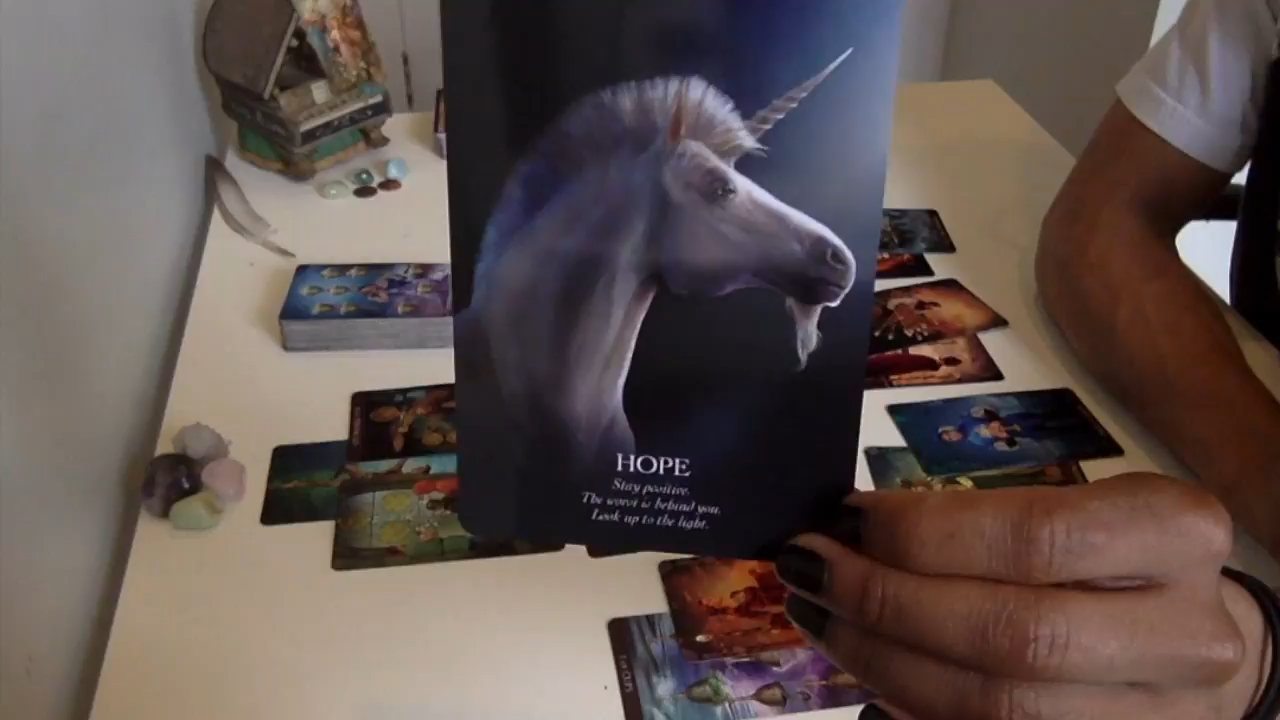 HOPE
Stay positive.
The worst is behind you.
Look up to the light.